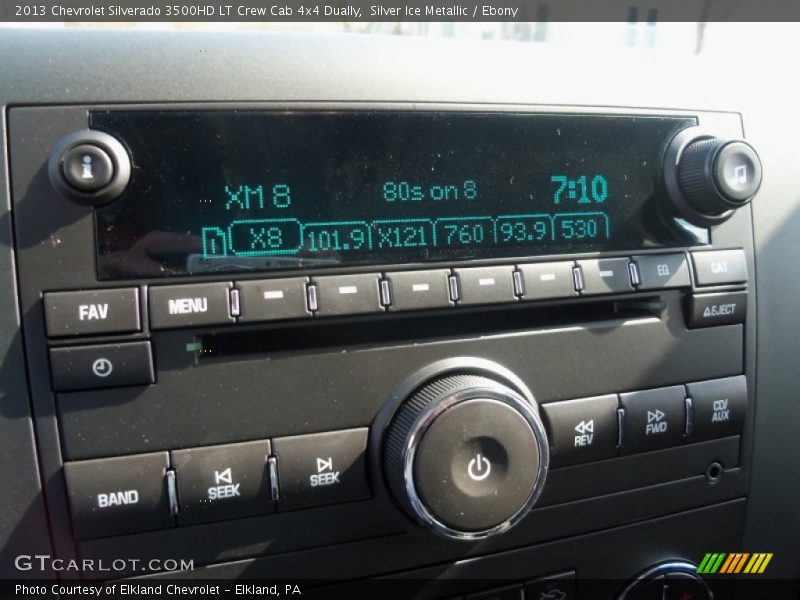 2013 Chevrolet Silverado 3500HD LT Crew Cab 4x4 Dually, Silver Ice Metallic / Ebony
i
XM 8 80s on 8 7:10
1 X8 101.9 X121 760 93.9 530
FAV MENU EQ CAT
EJECT
REV FWD CD/AUX
BAND SEEK SEEK
GTCARLOT.COM
Photo Courtesy of Elkland Chevrolet - Elkland, PA